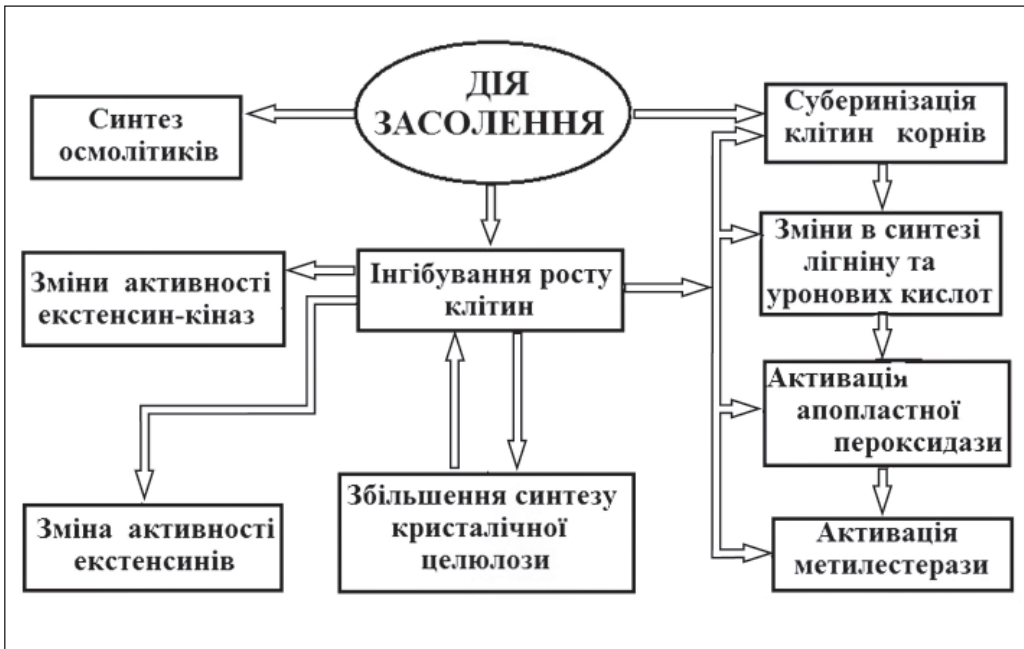 ДІЯ
ЗАСОЛЕННЯ
Синтез
осмолітиків
Суберинізація
клітин корнів
Зміни активності
екстенсин-кіназ
Інгібування росту
клітин
Зміни в синтезі
лігніну та
уронових кислот
Активація
апопластної
пероксидази
Зміна активності
екстенсинів
Збільшення синтезу
кристалічної
целюлози
Активація
метилестерази